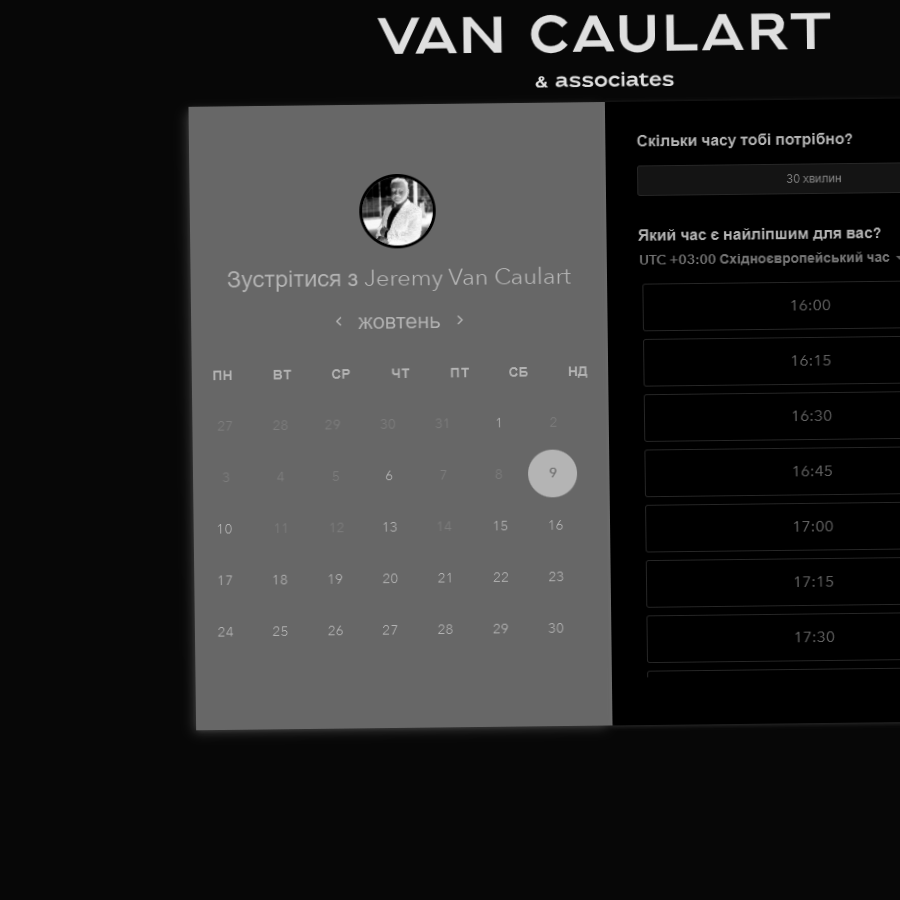 VAN CAULART
& associates
Зустрітися з Jeremy Van Caulart
‹ жовтень ›
ПН ВТ СР ЧТ ПТ СБ НД
27 28 29 30 31 1 2
3 4 5 6 7 8 9
10 11 12 13 14 15 16
17 18 19 20 21 22 23
24 25 26 27 28 29 30
Скільки часу тобі потрібно?
30 хвилин
Який час є найліпшим для вас?
UTC +03:00 Східноєвропейський час
16:00
16:15
16:30
16:45
17:00
17:15
17:30